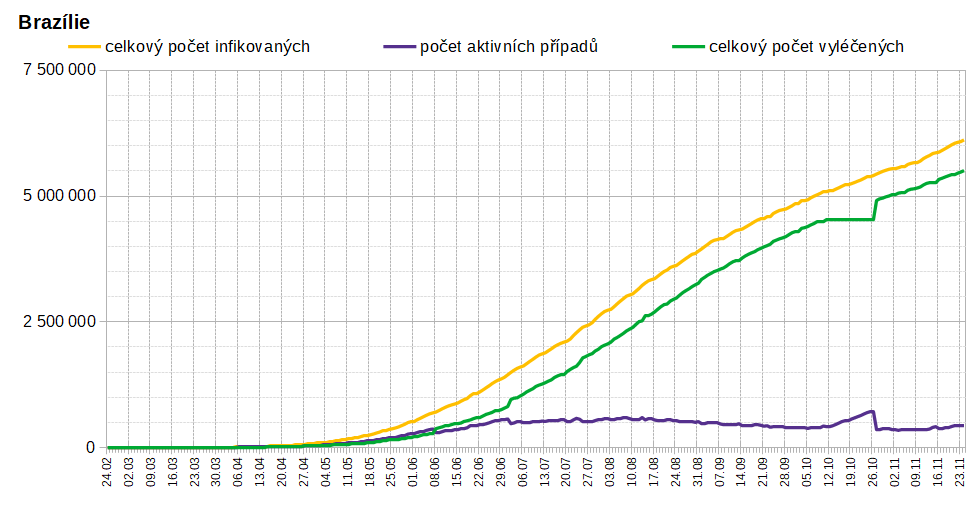 Brazílie
celkový počet infikovaných počet aktivních případů celkový počet vyléčených
7 500 000
5 000 000
2 500 000
0
24.02 02.03 09.03 16.03 23.03 30.03 06.04 13.04 20.04 27.04 04.05 11.05 18.05 25.05 01.06 08.06 15.06 22.06 29.06 06.07 13.07 20.07 27.07 03.08 10.08 17.08 24.08 31.08 07.09 14.09 21.09 28.09 05.10 12.10 19.10 26.10 02.11 09.11 16.11 23.11